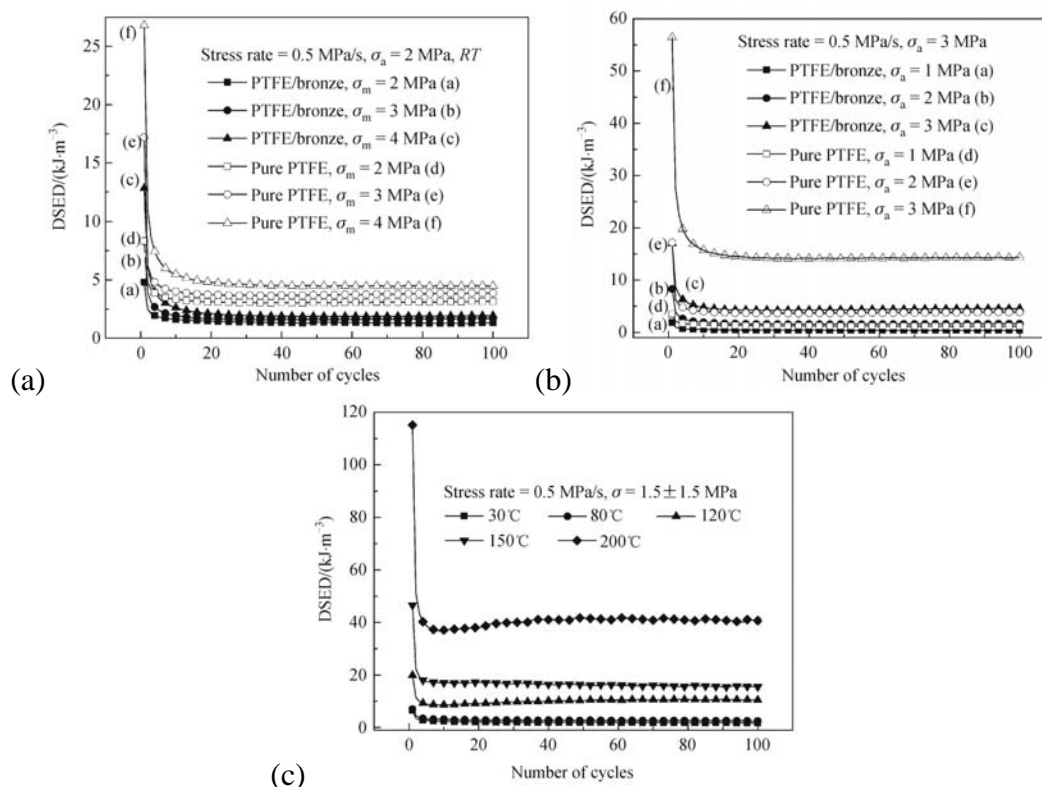 25
20
15
10
5
0
DSED/(kJ·m⁻³)
(f)
(e)
(c)
(d)
(b)
(a)
Stress rate = 0.5 MPa/s, σₐ = 2 MPa, RT
PTFE/bronze, σₘ = 2 MPa (a)
PTFE/bronze, σₘ = 3 MPa (b)
PTFE/bronze, σₘ = 4 MPa (c)
Pure PTFE, σₘ = 2 MPa (d)
Pure PTFE, σₘ = 3 MPa (e)
Pure PTFE, σₘ = 4 MPa (f)
0 20 40 60 80 100
Number of cycles
(a)
60
50
40
30
20
10
0
DSED/(kJ·m⁻³)
(f)
(e)
(b)
(c)
(d)
(a)
Stress rate = 0.5 MPa/s, σₐ = 3 MPa
PTFE/bronze, σₐ = 1 MPa (a)
PTFE/bronze, σₐ = 2 MPa (b)
PTFE/bronze, σₐ = 3 MPa (c)
Pure PTFE, σₐ = 1 MPa (d)
Pure PTFE, σₐ = 2 MPa (e)
Pure PTFE, σₐ = 3 MPa (f)
0 20 40 60 80 100
Number of cycles
(b)
120
100
80
60
40
20
0
DSED/(kJ·m⁻³)
Stress rate = 0.5 MPa/s, σ = 1.5 ± 1.5 MPa
30℃ 80℃ 120℃
150℃ 200℃
0 20 40 60 80 100
Number of cycles
(c)